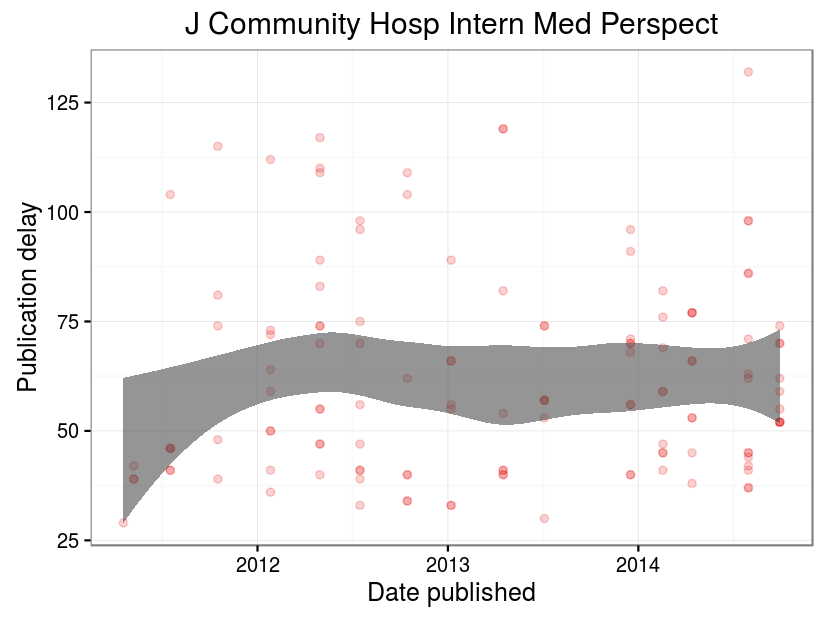 J Community Hosp Intern Med Perspect
Publication delay
125
100
75
50
25
2012 2013 2014
Date published